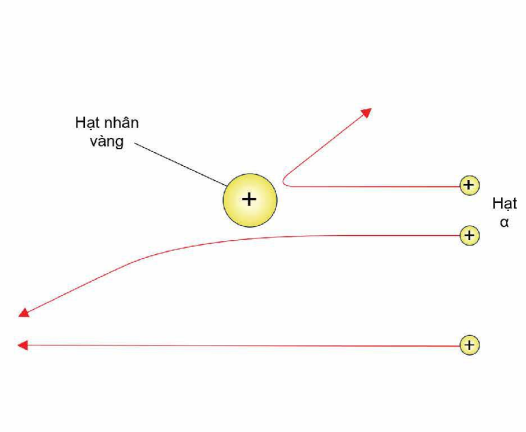 Hạt nhân
vàng
+
+
Hạt
α
+
+